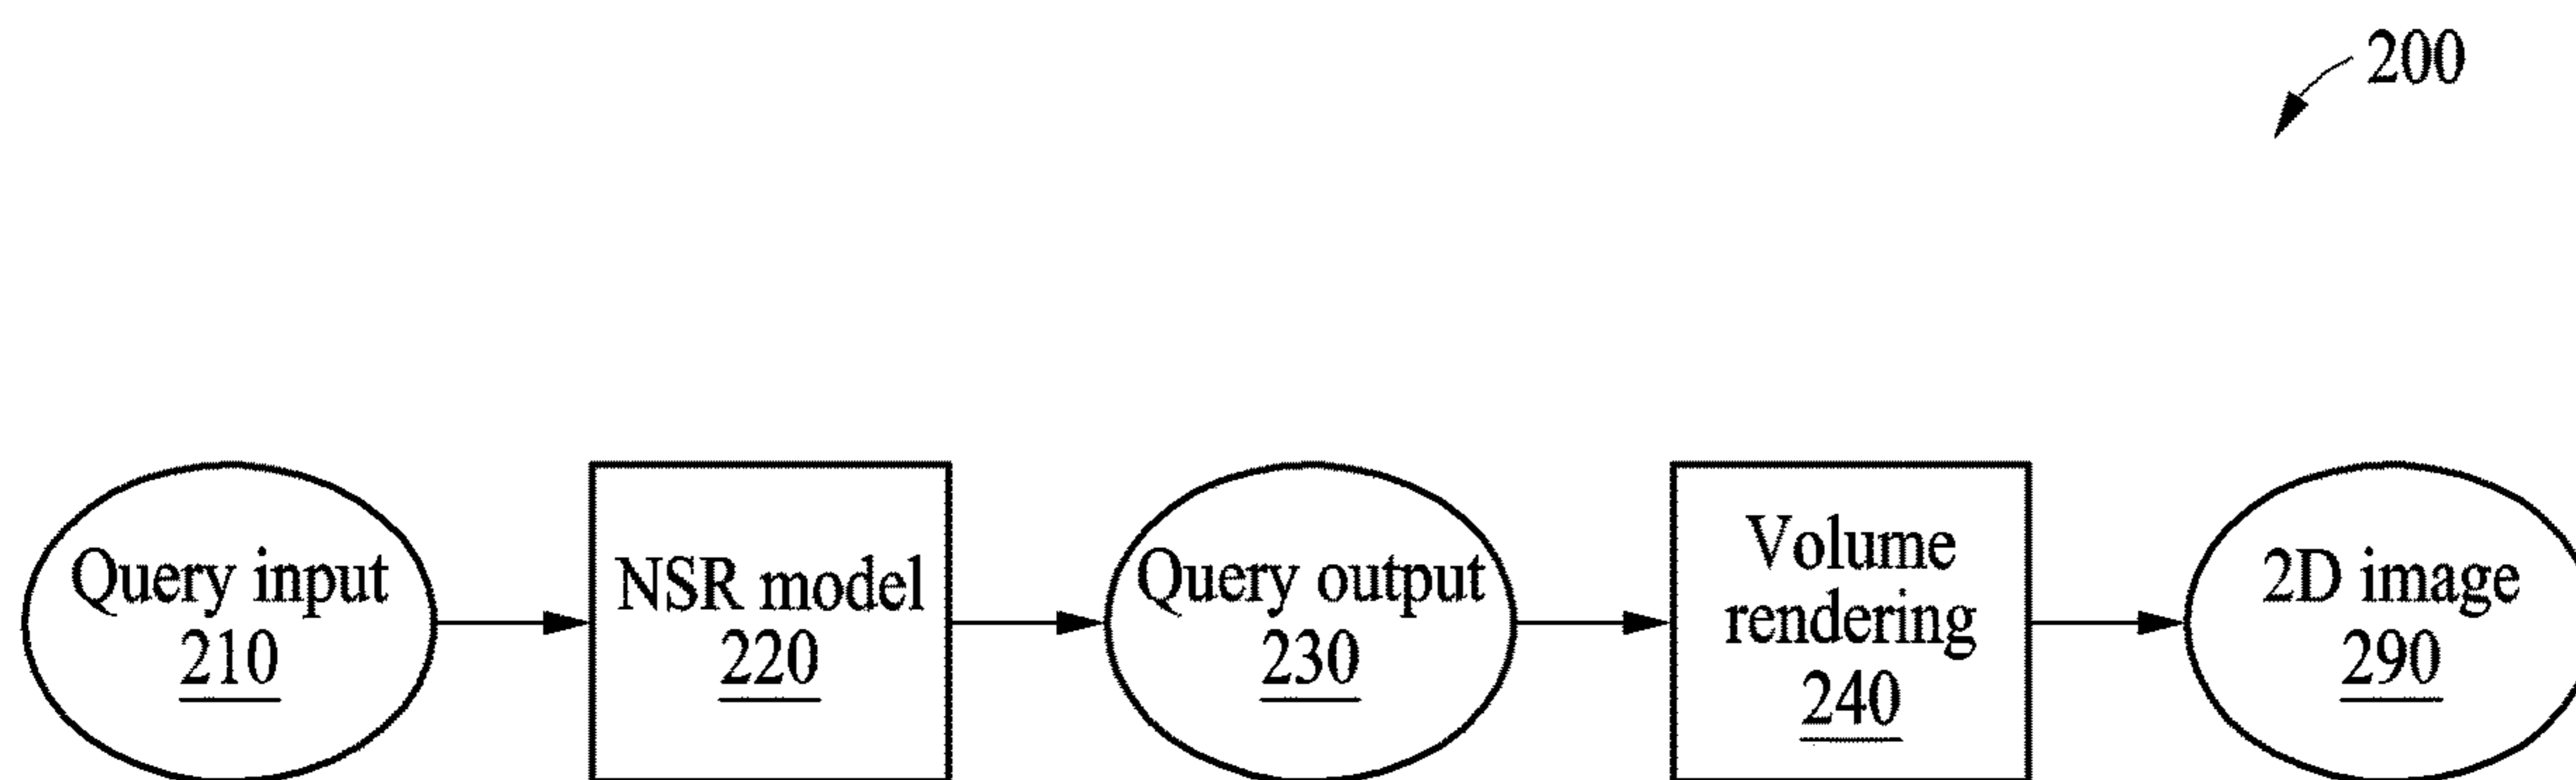 200
Query input
210
NSR model
220
Query output
230
Volume
rendering
240
2D image
290